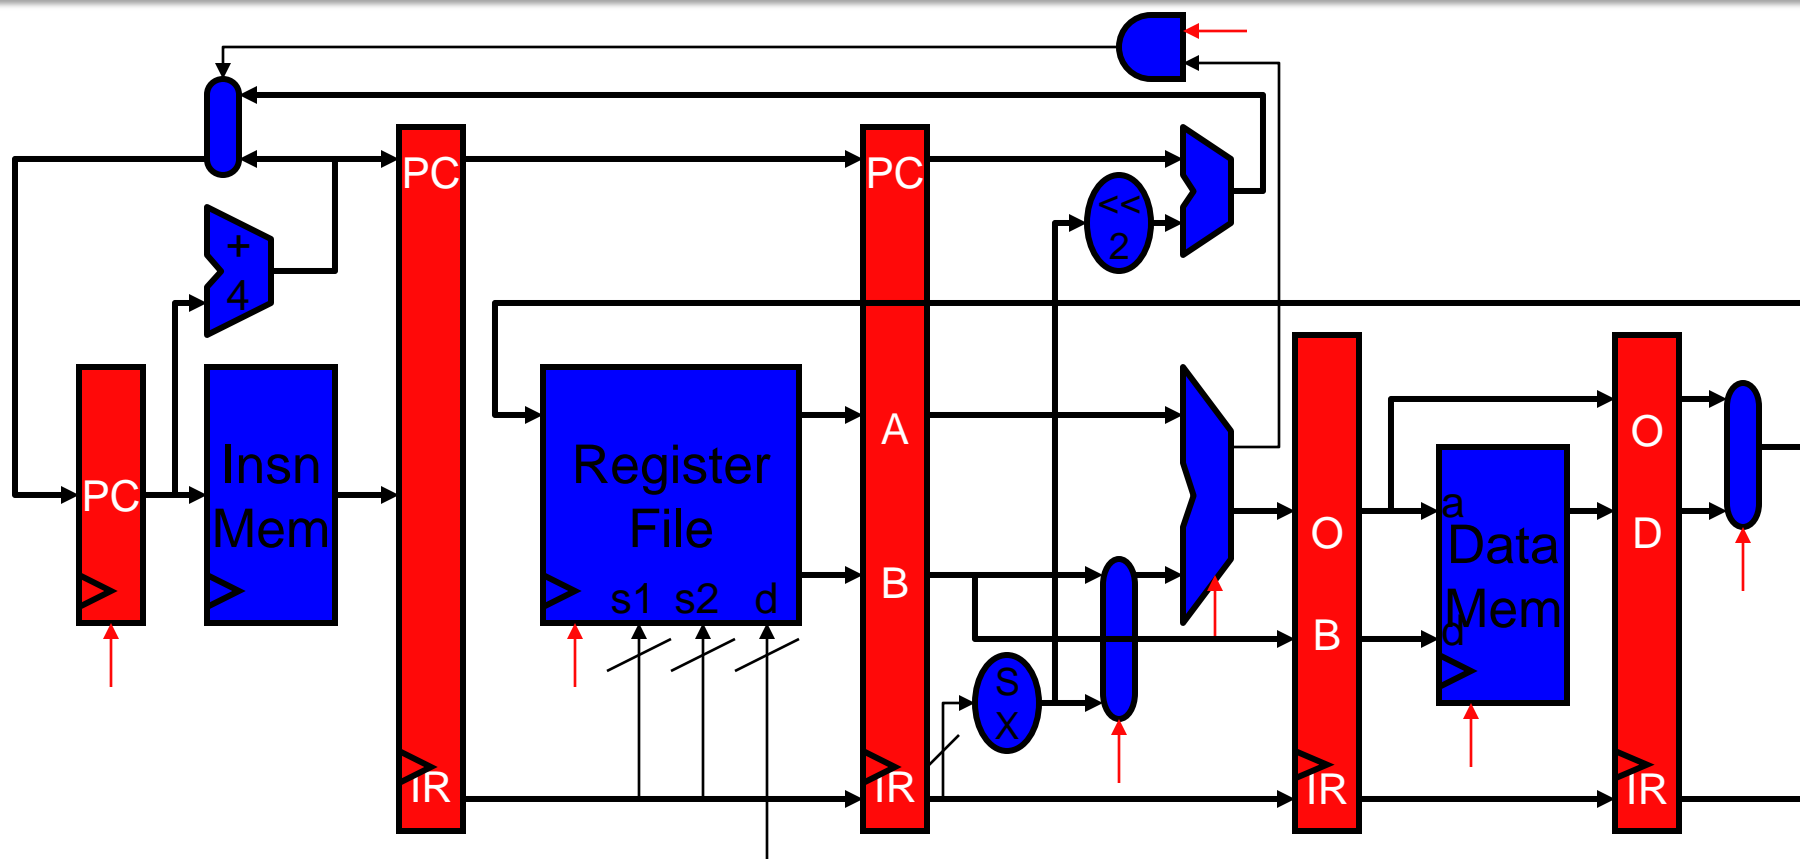 PC
PC
<<
2
+
4
PC
Insn
Mem
Register
File
s1 s2 d
A
B
S
X
O
B
a
Data
Mem
d
O
D
IR
IR
IR
IR